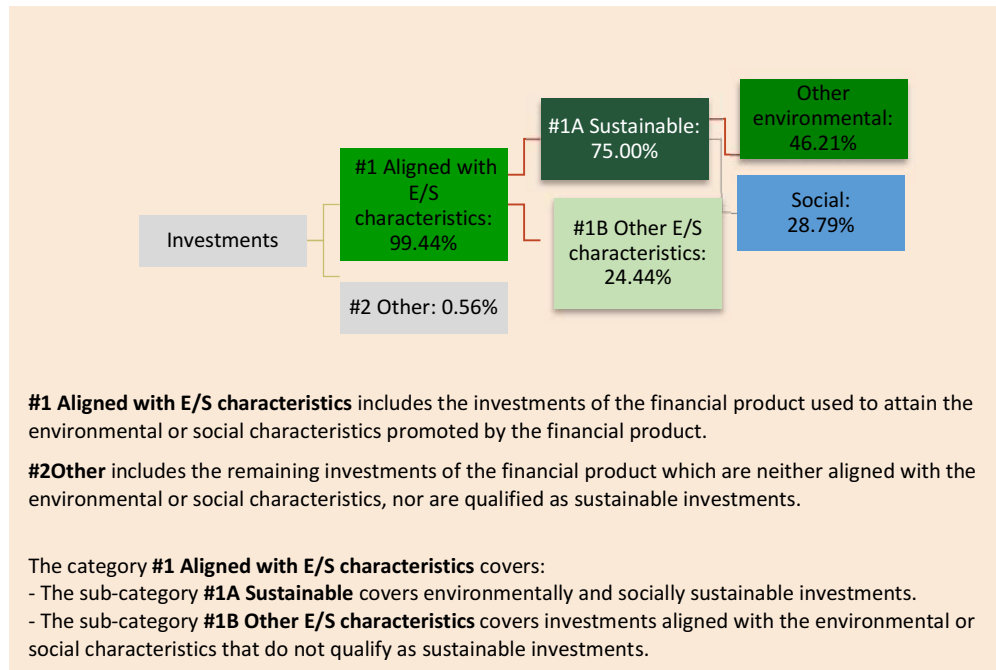 Investments
#1 Aligned with
E/S
characteristics:
99.44%
#2 Other: 0.56%
#1A Sustainable:
75.00%
#1B Other E/S
characteristics:
24.44%
Other
environmental:
46.21%
Social:
28.79%
#1 Aligned with E/S characteristics includes the investments of the financial product used to attain the
environmental or social characteristics promoted by the financial product.
#2Other includes the remaining investments of the financial product which are neither aligned with the
environmental or social characteristics, nor are qualified as sustainable investments.
The category #1 Aligned with E/S characteristics covers:
- The sub-category #1A Sustainable covers environmentally and socially sustainable investments.
- The sub-category #1B Other E/S characteristics covers investments aligned with the environmental or
social characteristics that do not qualify as sustainable investments.